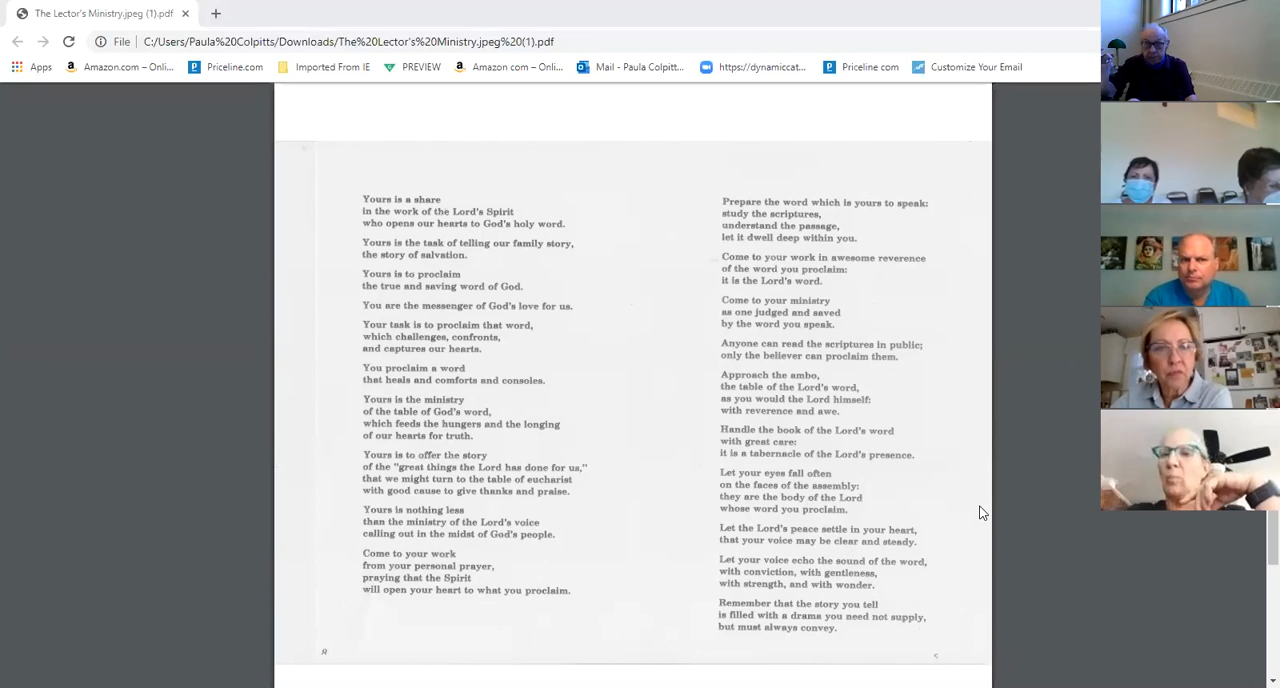 The Lector's Ministry.jpeg (1).pdf
File
C:/Users/Paula%20Colpitts/Downloads/The%20Lector's%20Ministry.jpeg%20(1).pdf
Apps
Amazon.com – Onli...
Priceline.com
Imported From IE
PREVIEW
Amazon com – Onli...
Mail - Paula Colpitt...
https://dynamiccat...
Priceline com
Customize Your Email
Yours is a share
in the work of the Lord's Spirit
who opens our hearts to God's holy word.
Yours is the task of telling our family story,
the story of salvation.
Yours is to proclaim
the true and saving word of God.
You are the messenger of God's love for us.
Your task is to proclaim that word,
which challenges, confronts,
and captures our hearts.
You proclaim a word
that heals and comforts and consoles.
Yours is the ministry
of the table of God's word,
which feeds the hungers and the longing
of our hearts for truth.
Yours is to offer the story
of the "great things the Lord has done for us,"
that we might turn to the table of eucharist
with good cause to give thanks and praise.
Yours is nothing less
than the ministry of the Lord's voice
calling out in the midst of God's people.
Come to your work
from your personal prayer,
praying that the Spirit
will open your heart to what you proclaim.
Prepare the word which is yours to speak:
study the scriptures,
understand the passage,
let it dwell deep within you.
Come to your work in awesome reverence
of the word you proclaim:
it is the Lord's word.
Come to your ministry
as one judged and saved
by the word you speak.
Anyone can read the scriptures in public;
only the believer can proclaim them.
Approach the ambo,
the table of the Lord's word,
as you would the Lord himself:
with reverence and awe.
Handle the book of the Lord's word
with great care:
it is a tabernacle of the Lord's presence.
Let your eyes fall often
on the faces of the assembly:
they are the body of the Lord
whose word you proclaim.
Let the Lord's peace settle in your heart,
that your voice may be clear and steady.
Let your voice echo the sound of the word,
with conviction, with gentleness,
with strength, and with wonder.
Remember that the story you tell
is filled with a drama you need not supply,
but must always convey.